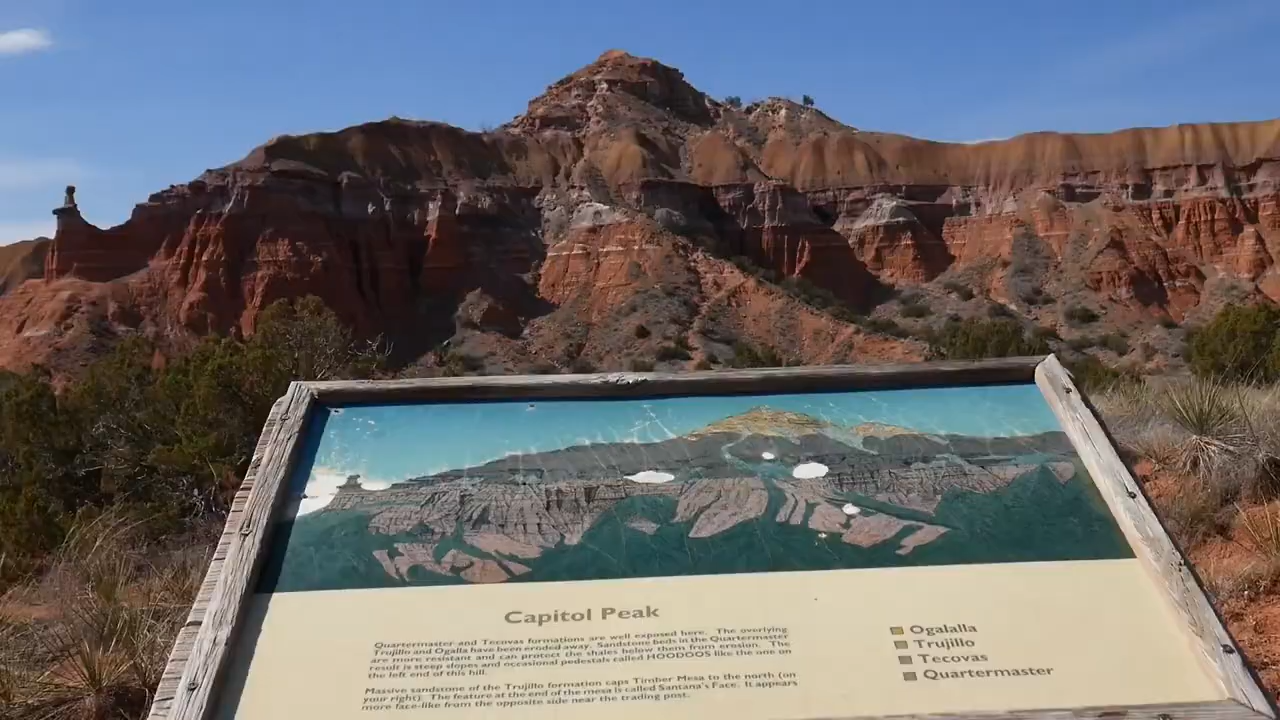 Capitol Peak
Quartermaster and Tecovas formations are well exposed here. The overlying
Trujillo and Ogalla have been eroded away. Sandstone beds in the Quartermaster
are more resistant and can protect the shales below them from erosion. The
result is steep slopes and occasional pedestals called HOODOOS like the one on
the left end of this hill.
Massive sandstone of the Trujillo formation caps Timber Mesa to the north (on
your right). The feature at the end of the mesa is called Santana's Face. It appears
more face-like from the opposite side near the trading post.
Ogalalla
Trujillo
Tecovas
Quartermaster